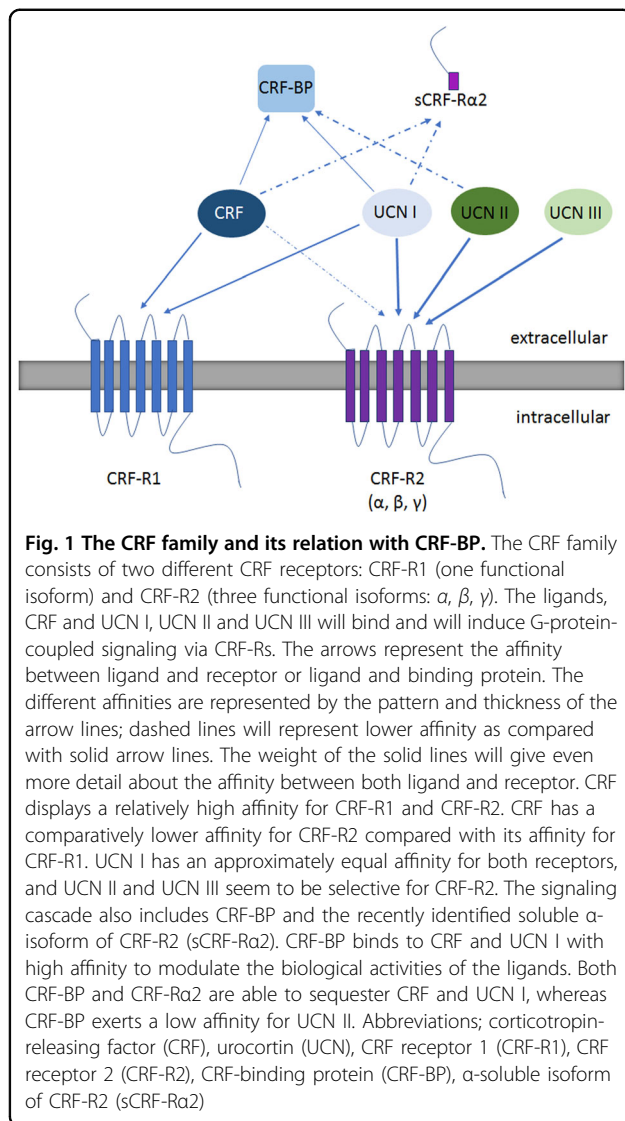 CRF-BP
sCRF-Rα2
CRF
UCN I
UCN II
UCN III
extracellular
intracellular
CRF-R1
CRF-R2
(α, β, γ)
Fig. 1 The CRF family and its relation with CRF-BP. The CRF family
consists of two different CRF receptors: CRF-R1 (one functional
isoform) and CRF-R2 (three functional isoforms: α, β, γ). The ligands,
CRF and UCN I, UCN II and UCN III will bind and will induce G-protein-
coupled signaling via CRF-Rs. The arrows represent the affinity
between ligand and receptor or ligand and binding protein. The
different affinities are represented by the pattern and thickness of the
arrow lines; dashed lines will represent lower affinity as compared
with solid arrow lines. The weight of the solid lines will give even
more detail about the affinity between both ligand and receptor. CRF
displays a relatively high affinity for CRF-R1 and CRF-R2. CRF has a
comparatively lower affinity for CRF-R2 compared with its affinity for
CRF-R1. UCN I has an approximately equal affinity for both receptors,
and UCN II and UCN III seem to be selective for CRF-R2. The signaling
cascade also includes CRF-BP and the recently identified soluble α-
isoform of CRF-R2 (sCRF-Rα2). CRF-BP binds to CRF and UCN I with
high affinity to modulate the biological activities of the ligands. Both
CRF-BP and CRF-Rα2 are able to sequester CRF and UCN I, whereas
CRF-BP exerts a low affinity for UCN II. Abbreviations; corticotropin-
releasing factor (CRF), urocortin (UCN), CRF receptor 1 (CRF-R1), CRF
receptor 2 (CRF-R2), CRF-binding protein (CRF-BP), α-soluble isoform
of CRF-R2 (sCRF-Rα2)